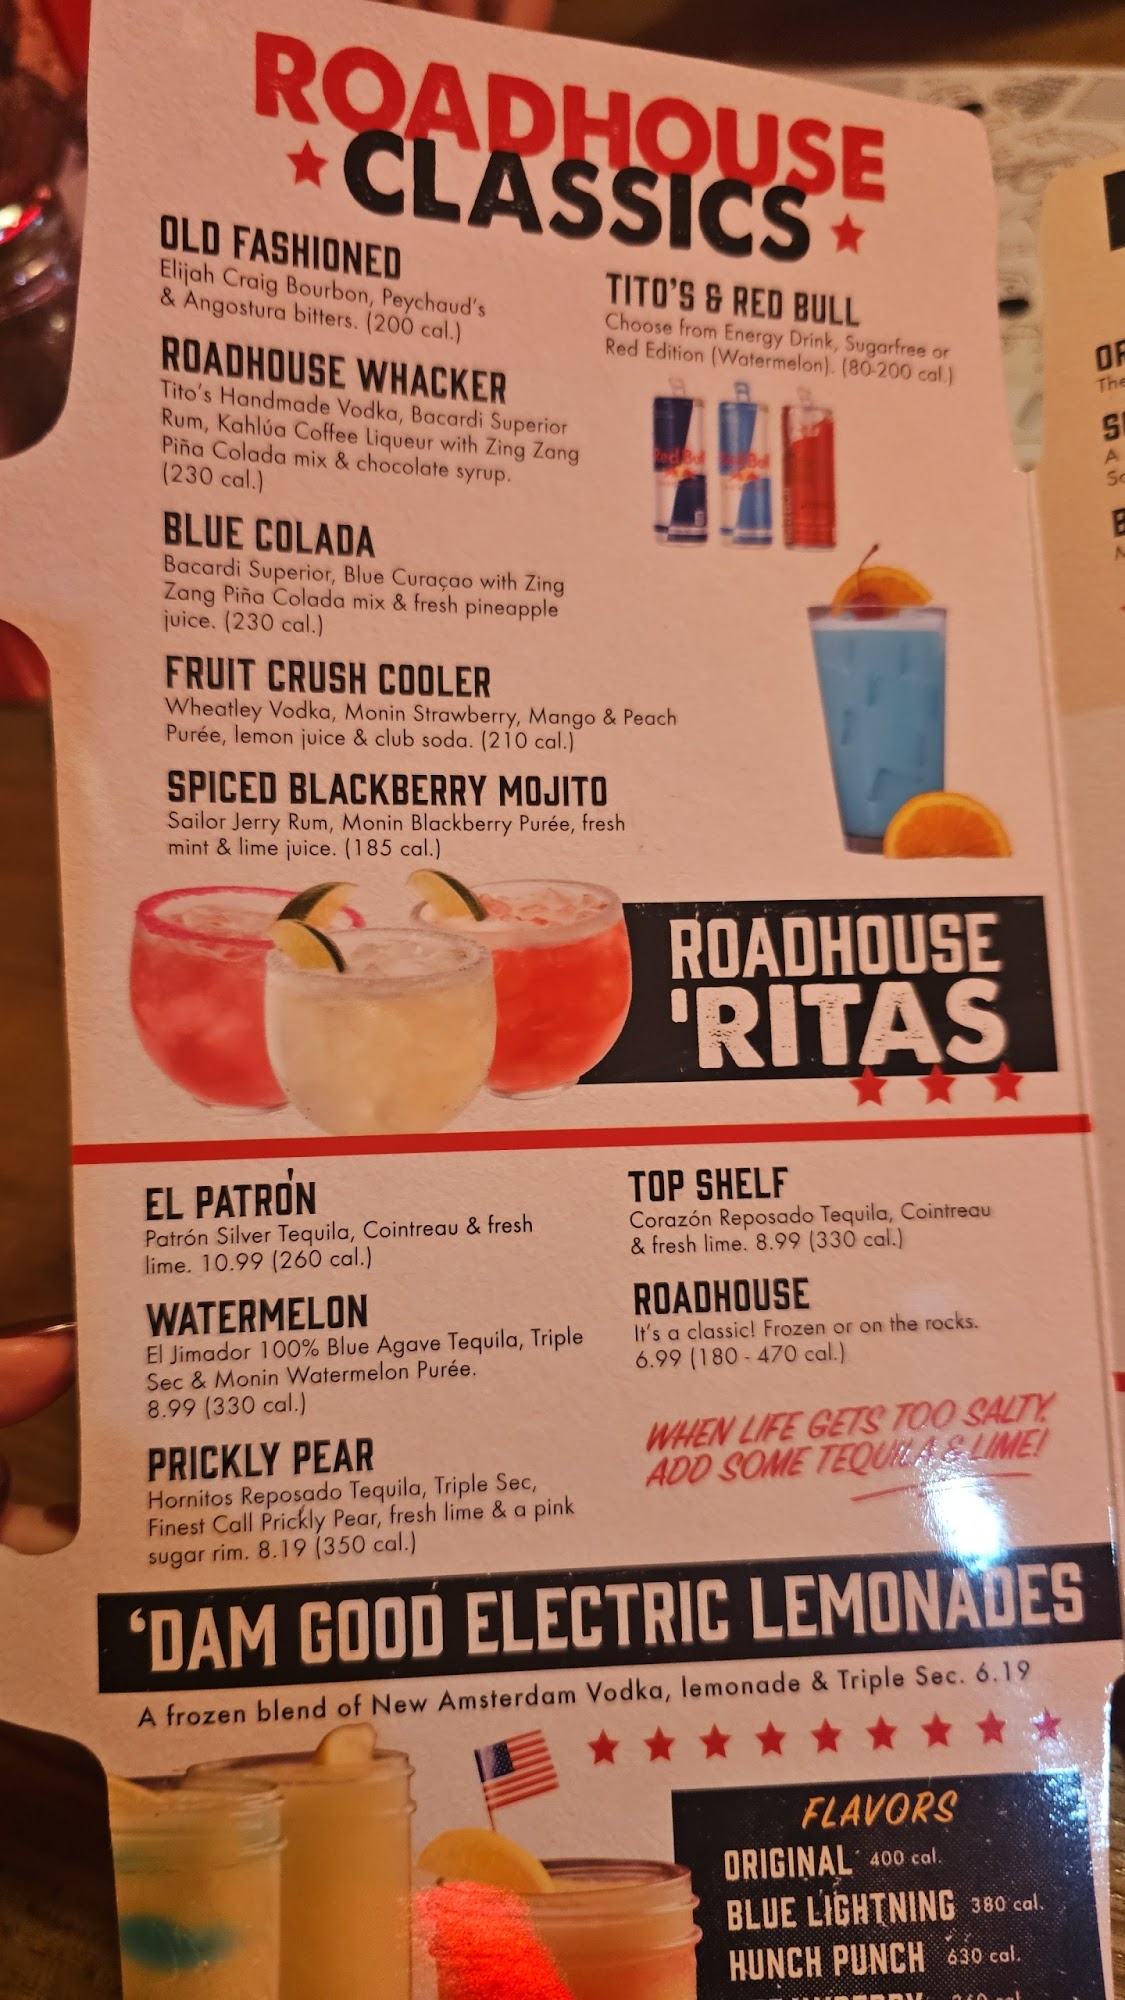 ROADHOUSE
CLASSICS
OLD FASHIONED
Elijah Craig Bourbon, Peychaud's
& Angostura bitters. (200 cal.)
ROADHOUSE WHACKER
Tito's Handmade Vodka, Bacardi Superior
Rum, Kahlúa Coffee Liqueur with Zing Zang
Piña Colada mix & chocolate syrup.
(230 cal.)
BLUE COLADA
Bacardi Superior, Blue Curaçao with Zing
Zang Piña Colada mix & fresh pineapple
juice. (230 cal.)
FRUIT CRUSH COOLER
Wheatley Vodka, Monin Strawberry, Mango & Peach
Purée, lemon juice & club soda. (210 cal.)
SPICED BLACKBERRY MOJITO
Sailor Jerry Rum, Monin Blackberry Purée, fresh
mint & lime juice. (185 cal.)
TITO'S & RED BULL
Choose from Energy Drink, Sugarfree or
Red Edition (Watermelon). (80-200 cal.)
Red Bull
Red Bull
ROADHOUSE
'RITAS
EL PATRÓN
Patrón Silver Tequila, Cointreau & fresh
lime. 10.99 (260 cal.)
WATERMELON
El Jimador 100% Blue Agave Tequila, Triple
Sec & Monin Watermelon Purée.
8.99 (330 cal.)
PRICKLY PEAR
Hornitos Reposado Tequila, Triple Sec,
Finest Call Prickly Pear, fresh lime & a pink
sugar rim. 8.19 (350 cal.)
TOP SHELF
Corazón Reposado Tequila, Cointreau
& fresh lime. 8.99 (330 cal.)
ROADHOUSE
It's a classic! Frozen or on the rocks.
6.99 (180 - 470 cal.)
WHEN LIFE GETS TOO SALTY,
ADD SOME TEQUILA & LIME!
'DAM GOOD ELECTRIC LEMONADES
A frozen blend of New Amsterdam Vodka, lemonade & Triple Sec. 6.19
FLAVORS
ORIGINAL 400 cal.
BLUE LIGHTNING 380 cal.
HUNCH PUNCH 630 cal.